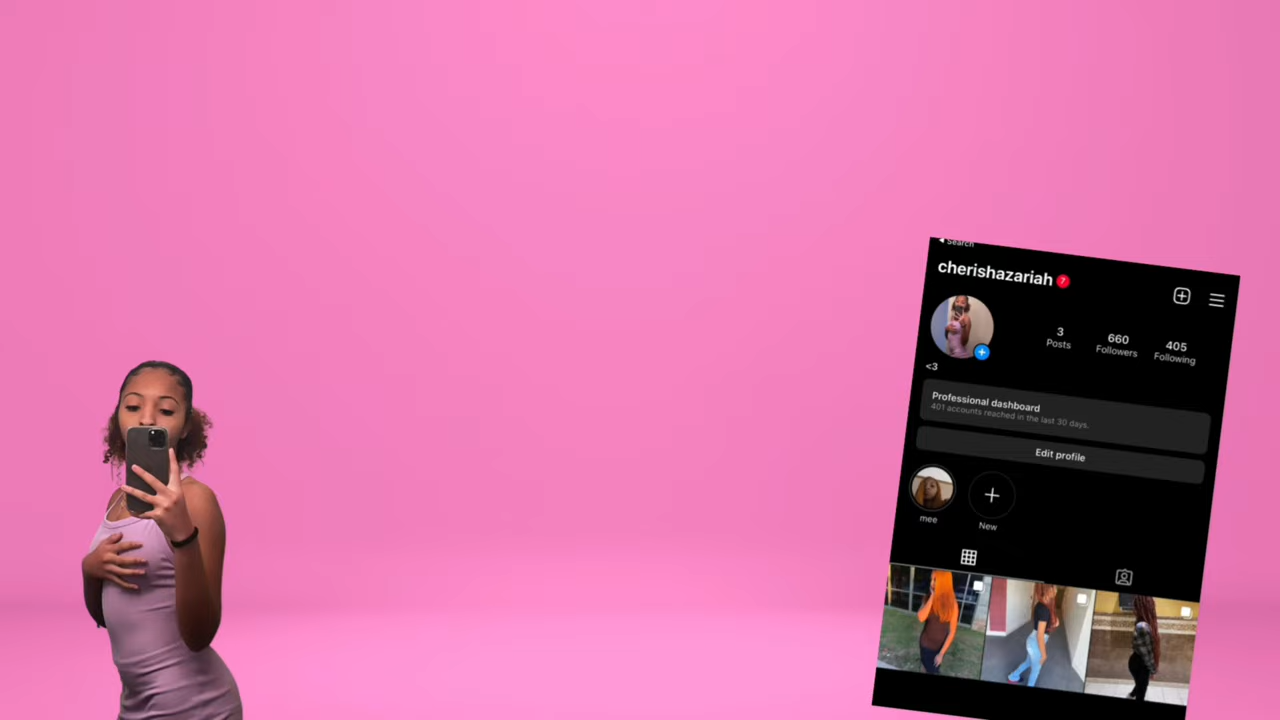 ◀ Search
cherishazariah 7
3 660 405
Posts Followers Following
<3
Professional dashboard
401 accounts reached in the last 30 days.
Edit profile
mee New